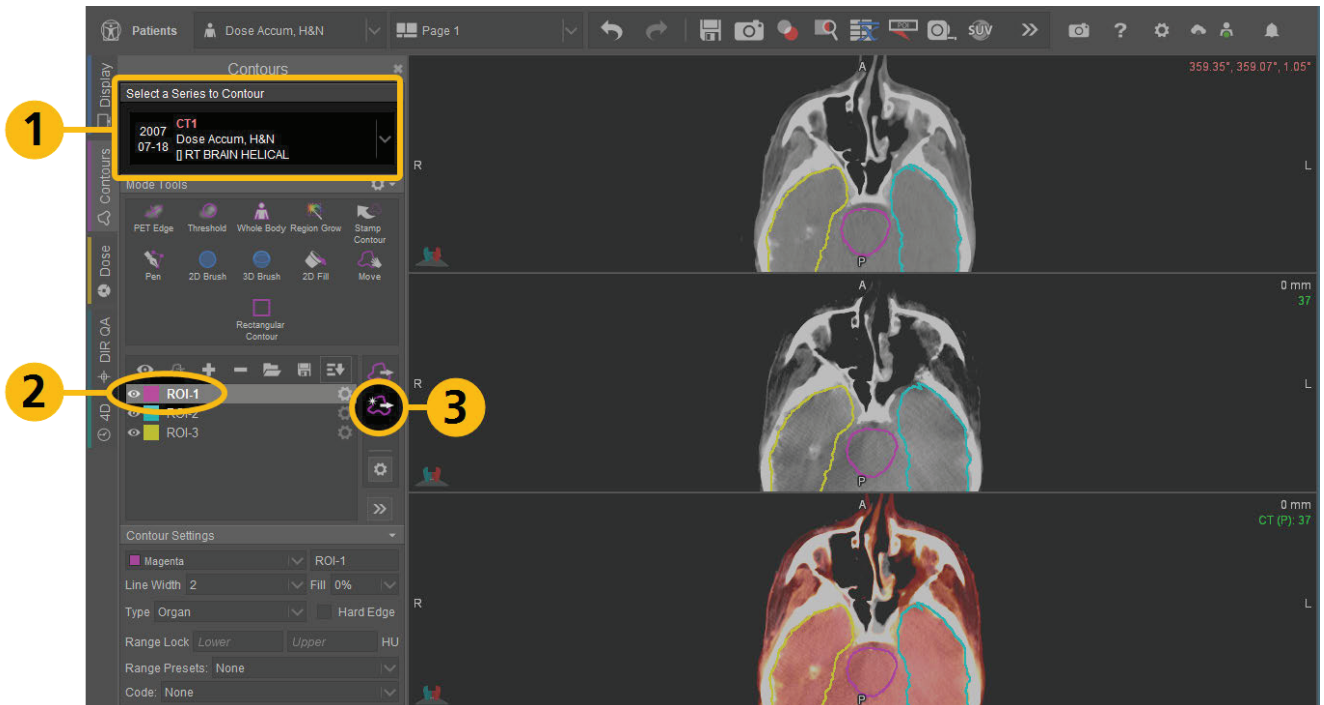 Patients
Dose Accum, H&N
Page 1
PDF
SUV
?
Display
Contours
Dose
DIR QA
4D
Contours
1
Select a Series to Contour
2007
07-18
CT1
Dose Accum, H&N
[] RT BRAIN HELICAL
Mode Tools
PET Edge
Threshold
Whole Body
Region Grow
Stamp
Contour
Pen
2D Brush
3D Brush
2D Fill
Move
Rectangular
Contour
2
ROI-1
3
ROI-2
ROI-3
Contour Settings
Magenta
ROI-1
Line Width 2
Fill 0%
Type Organ
Hard Edge
Range Lock Lower Upper HU
Range Presets: None
Code: None
A
359.35°, 359.07°, 1.05°
R
L
P
A
0 mm
37
R
L
P
A
0 mm
CT (P): 37
R
L
P